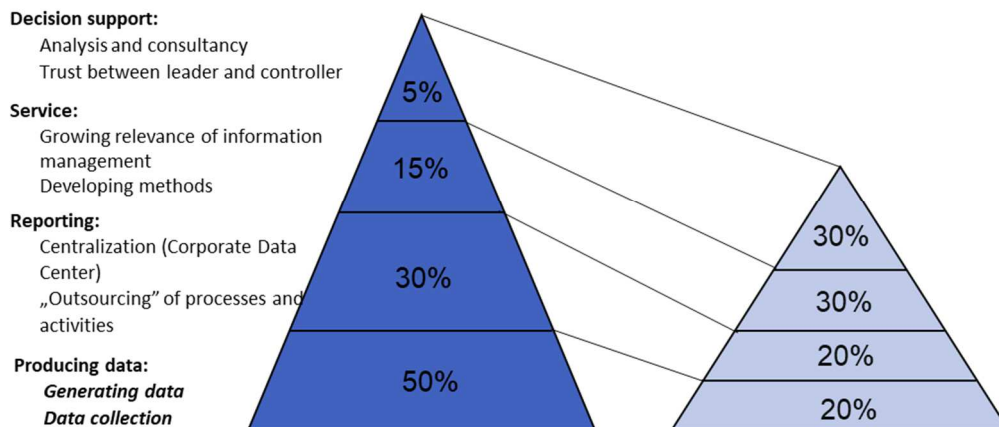 Decision support:
Analysis and consultancy
Trust between leader and controller
Service:
Growing relevance of information
management
Developing methods
Reporting:
Centralization (Corporate Data
Center)
„Outsourcing” of processes and
activities
Producing data:
Generating data
Data collection
5%
15%
30%
50%
30%
30%
20%
20%